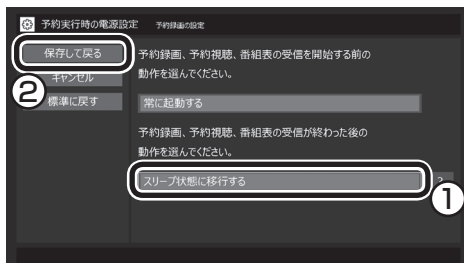 予約実行時の電源設定 予約録画の設定
保存して戻る
キャンセル
標準に戻す
予約録画、予約視聴、番組表の受信を開始する前の
動作を選んでください。
常に起動する
予約録画、予約視聴、番組表の受信が終わった後の
動作を選んでください。
スリープ状態に移行する
?
①
②